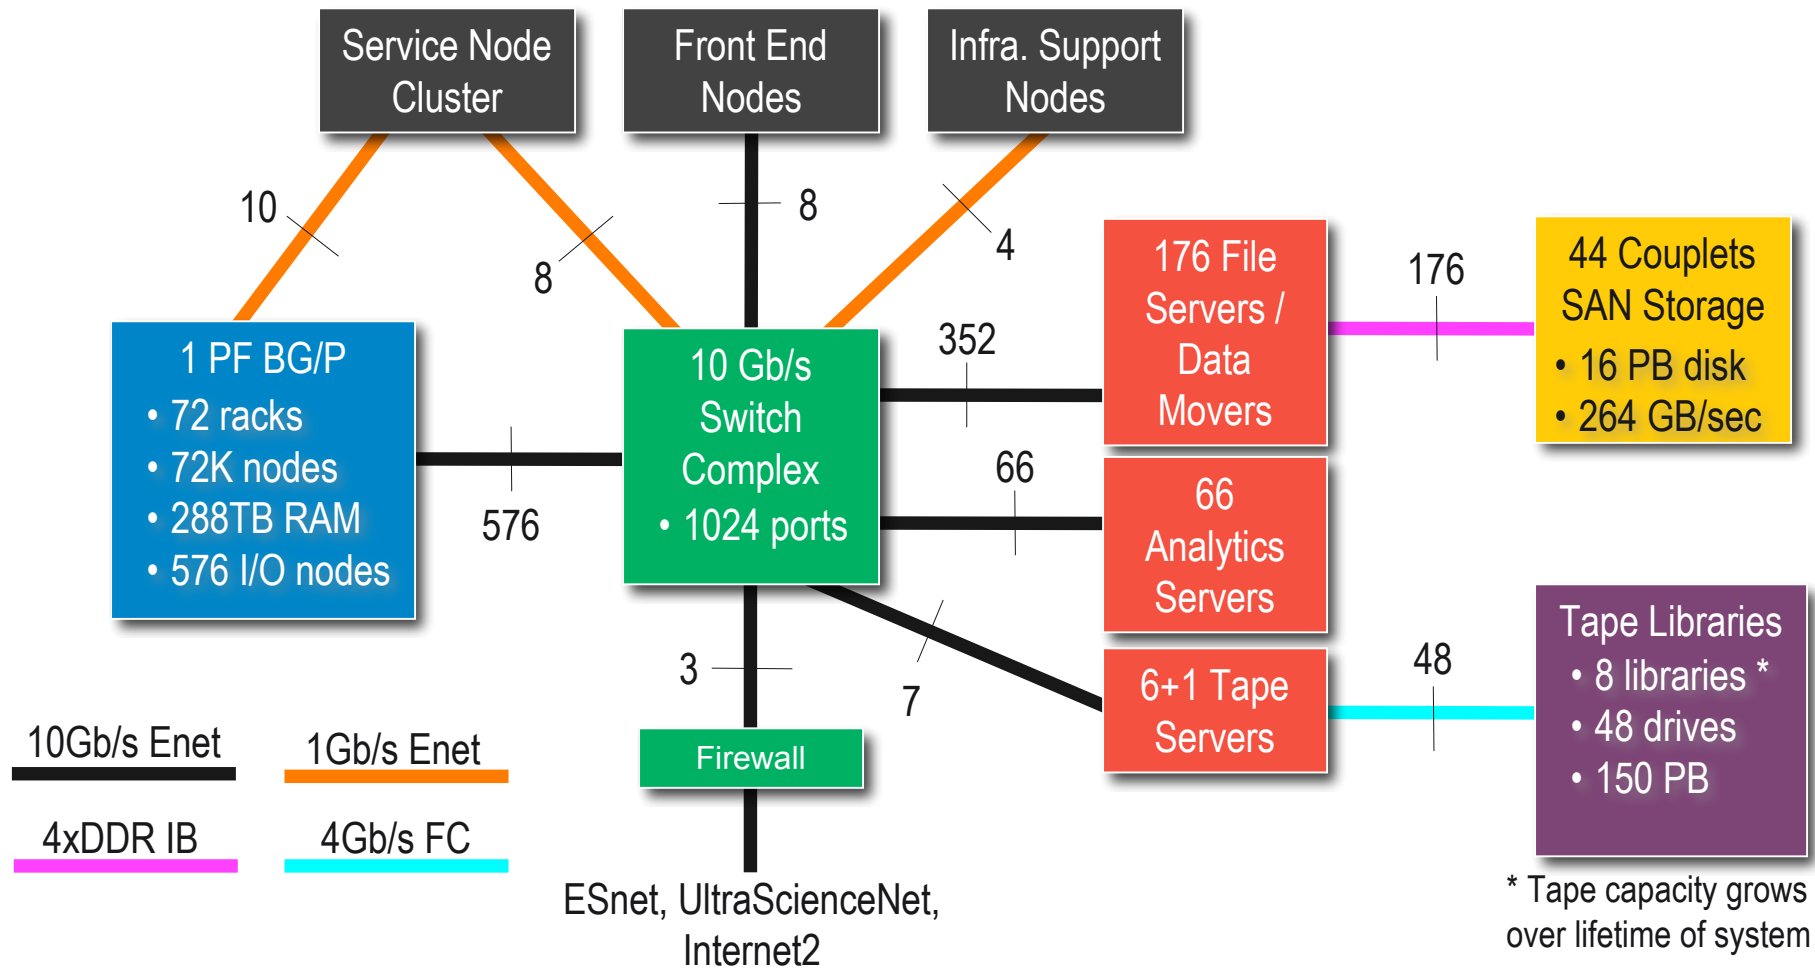 Service Node
Cluster
Front End
Nodes
Infra. Support
Nodes
10
8
8
4
1 PF BG/P
• 72 racks
• 72K nodes
• 288TB RAM
• 576 I/O nodes
576
10 Gb/s
Switch
Complex
• 1024 ports
352
66
7
3
176 File
Servers /
Data
Movers
176
44 Couplets
SAN Storage
• 16 PB disk
• 264 GB/sec
66
Analytics
Servers
6+1 Tape
Servers
48
Tape Libraries
• 8 libraries *
• 48 drives
• 150 PB
* Tape capacity grows
over lifetime of system
Firewall
ESnet, UltraScienceNet,
Internet2
10Gb/s Enet
1Gb/s Enet
4xDDR IB
4Gb/s FC